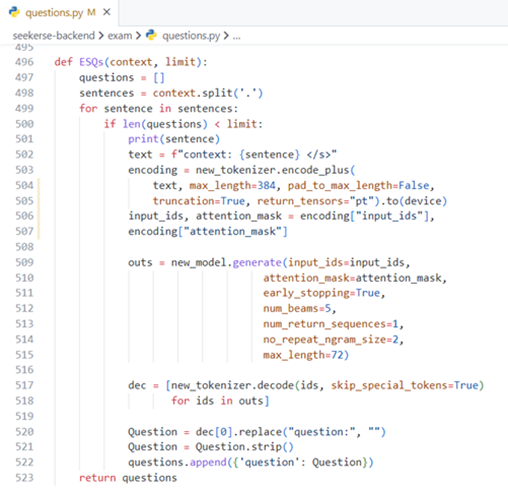 questions.py M ×
seekerse-backend > exam > questions.py > ...
495
496 def ESQs(context, limit):
497     questions = []
498     sentences = context.split('.')
499     for sentence in sentences:
500         if len(questions) < limit:
501             print(sentence)
502             text = f"context: {sentence} </s>"
503             encoding = new_tokenizer.encode_plus(
504                 text, max_length=384, pad_to_max_length=False,
505                 truncation=True, return_tensors="pt").to(device)
506             input_ids, attention_mask = encoding["input_ids"],
507             encoding["attention_mask"]
508
509             outs = new_model.generate(input_ids=input_ids,
510                                       attention_mask=attention_mask,
511                                       early_stopping=True,
512                                       num_beams=5,
513                                       num_return_sequences=1,
514                                       no_repeat_ngram_size=2,
515                                       max_length=72)
516
517             dec = [new_tokenizer.decode(ids, skip_special_tokens=True)
518                    for ids in outs]
519
520             Question = dec[0].replace("question:", "")
521             Question = Question.strip()
522             questions.append({'question': Question})
523     return questions